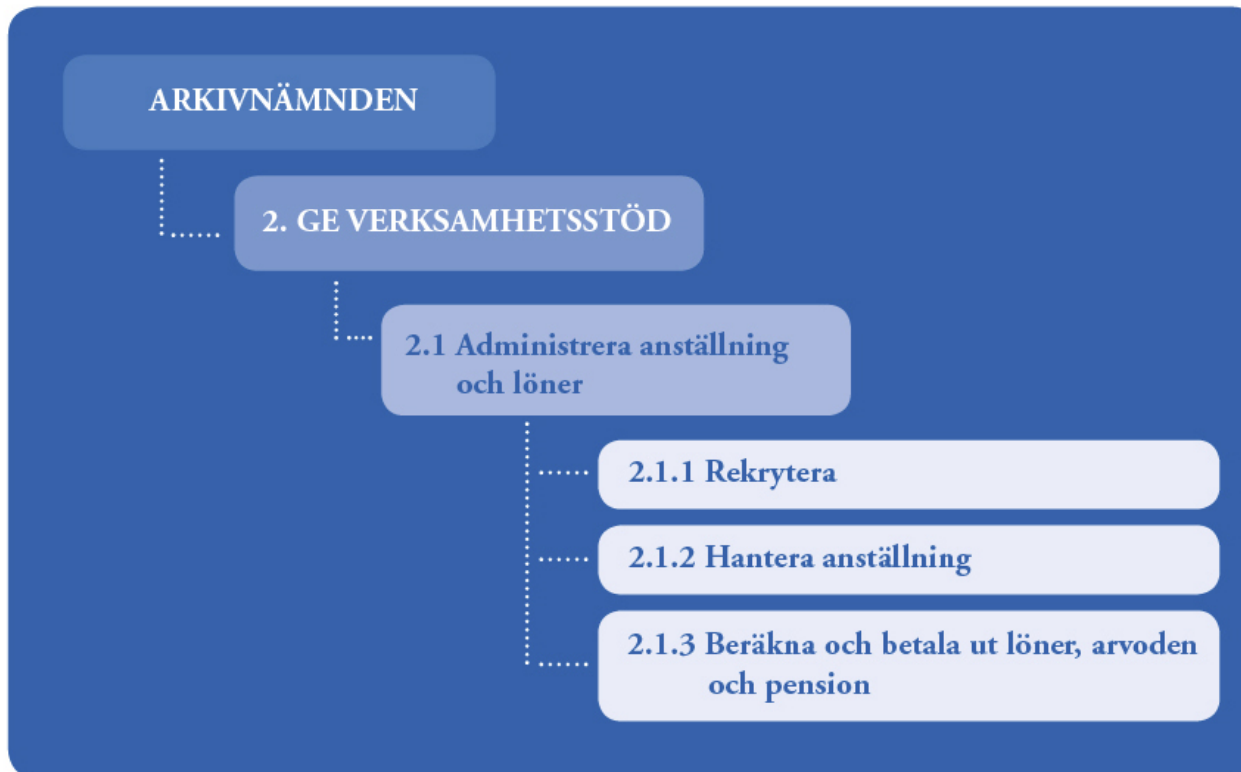 ARKIVNÄMNDEN
2. GE VERKSAMHETSSTÖD
2.1 Administrera anställning
och löner
2.1.1 Rekrytera
2.1.2 Hantera anställning
2.1.3 Beräkna och betala ut löner, arvoden
och pension